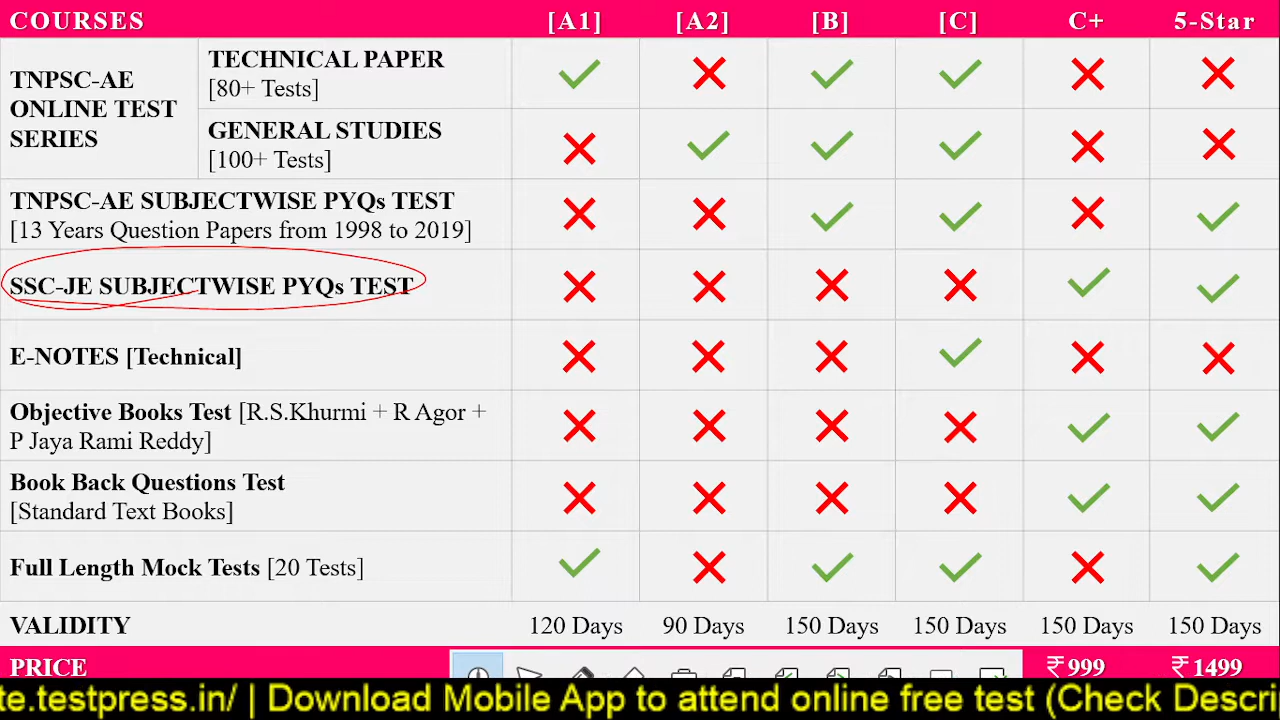 COURSES [A1] [A2] [B] [C] C+ 5-Star
TNPSC-AE
ONLINE TEST
SERIES
TECHNICAL PAPER
[80+ Tests]
GENERAL STUDIES
[100+ Tests]
TNPSC-AE SUBJECTWISE PYQs TEST
[13 Years Question Papers from 1998 to 2019]
SSC-JE SUBJECTWISE PYQs TEST
E-NOTES [Technical]
Objective Books Test [R.S.Khurmi + R Agor +
P Jaya Rami Reddy]
Book Back Questions Test
[Standard Text Books]
Full Length Mock Tests [20 Tests]
VALIDITY 120 Days 90 Days 150 Days 150 Days 150 Days 150 Days
PRICE ₹999 ₹1499
te.testpress.in/ | Download Mobile App to attend online free test (Check Descri